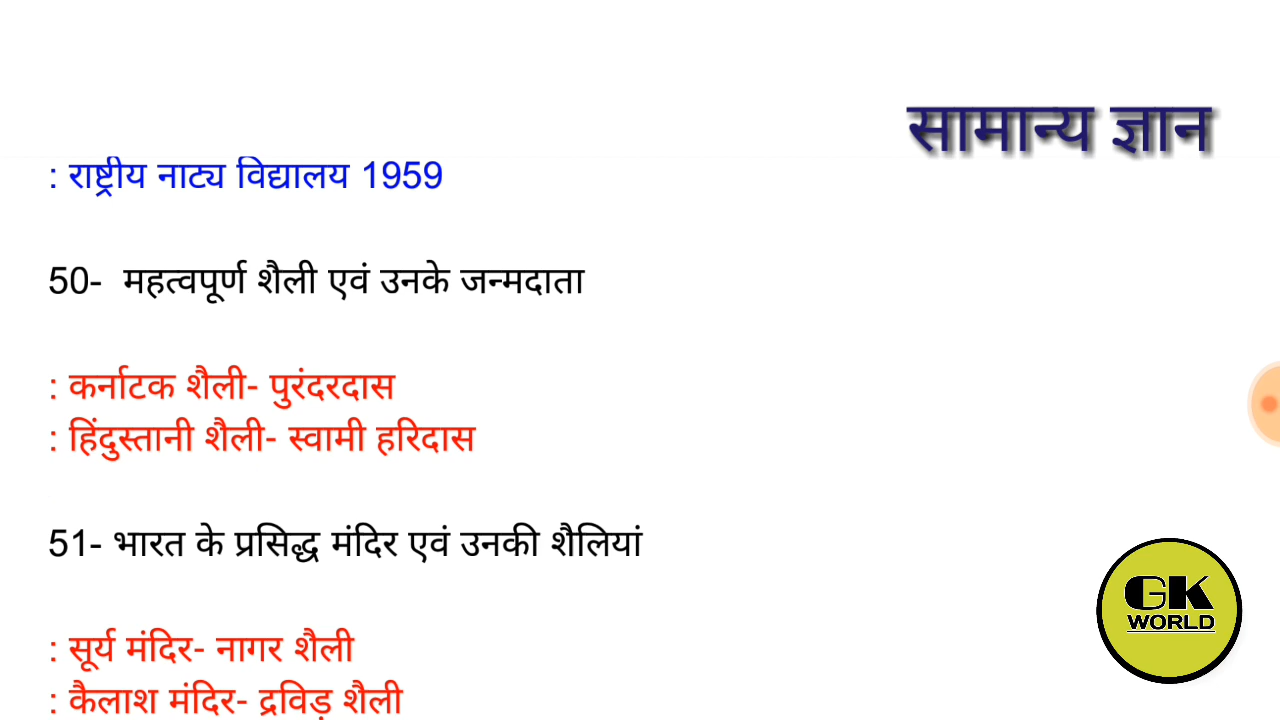 सामान्य ज्ञान
: राष्ट्रीय नाट्य विद्यालय 1959
50- महत्वपूर्ण शैली एवं उनके जन्मदाता
: कर्नाटक शैली- पुरंदरदास
: हिंदुस्तानी शैली- स्वामी हरिदास
51- भारत के प्रसिद्ध मंदिर एवं उनकी शैलियां
: सूर्य मंदिर- नागर शैली
: कैलाश मंदिर- द्रविड़ शैली
GK
WORLD